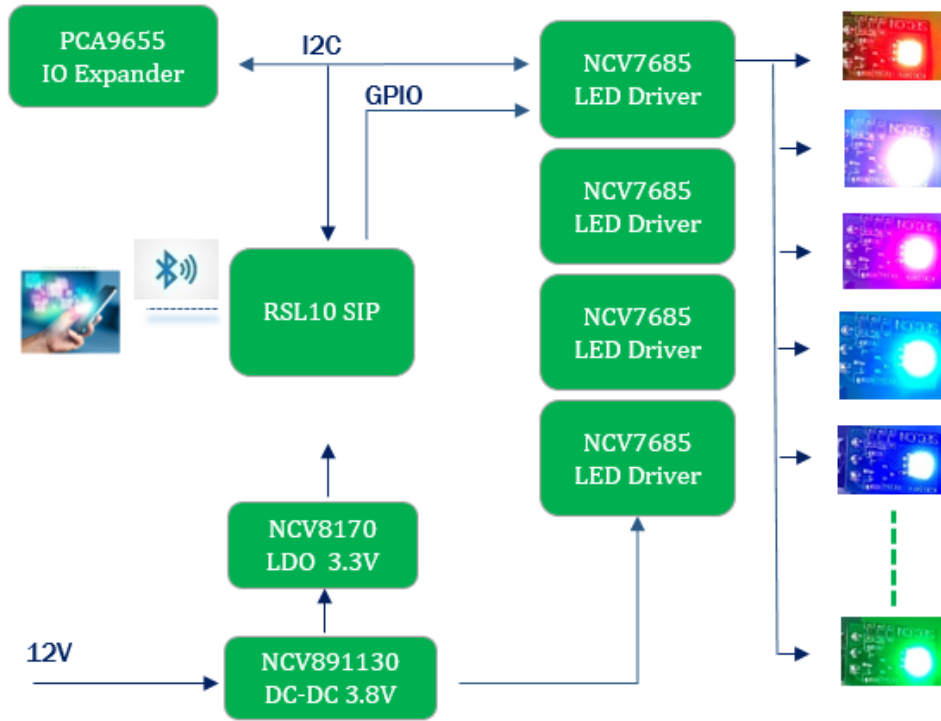 PCA9655
IO Expander
I2C
GPIO
NCV7685
LED Driver
NCV7685
LED Driver
NCV7685
LED Driver
NCV7685
LED Driver
RSL10 SIP
NCV8170
LDO 3.3V
12V
NCV891130
DC-DC 3.8V